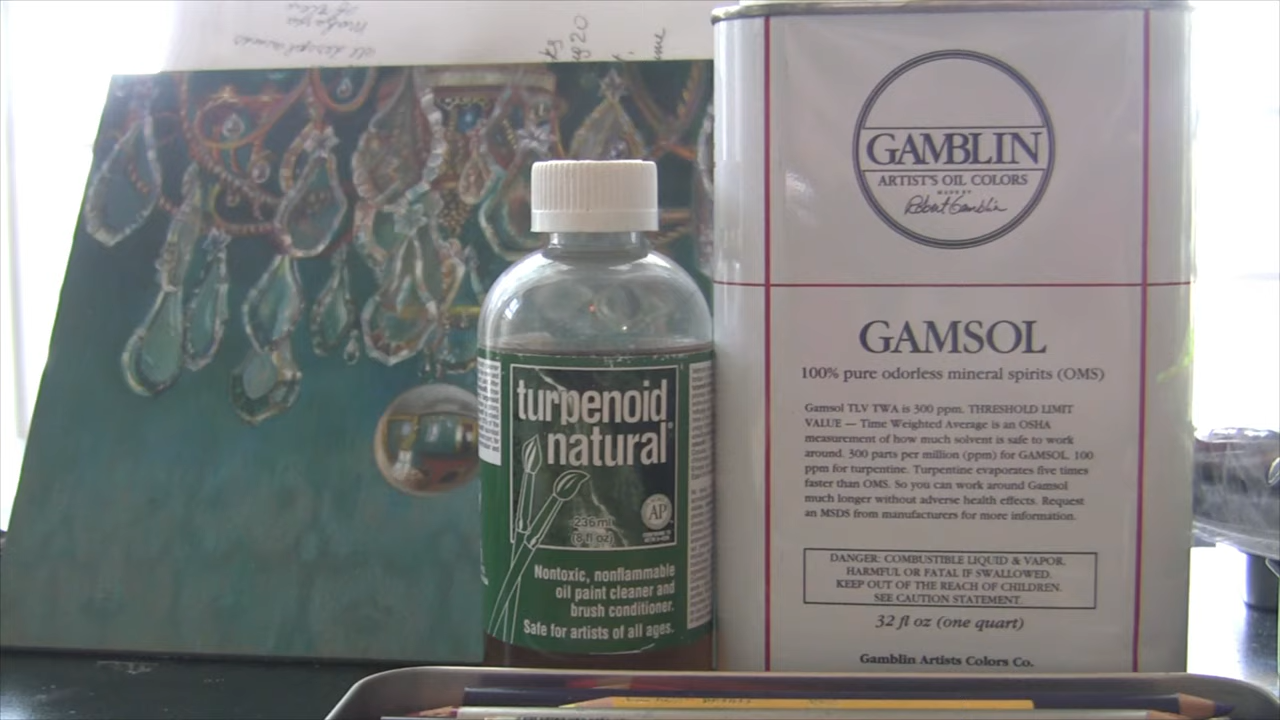 turpenoid
natural®
AP
236 ml
(8 fl oz)
Nontoxic, nonflammable
oil paint cleaner and
brush conditioner.
Safe for artists of all ages.
GAMBLIN
ARTIST'S OIL COLORS
MADE BY
Robert Gamblin
GAMSOL
100% pure odorless mineral spirits (OMS)
Gamsol TLV TWA is 300 ppm. THRESHOLD LIMIT
VALUE — Time Weighted Average is an OSHA
measurement of how much solvent is safe to work
around. 300 parts per million (ppm) for GAMSOL. 100
ppm for turpentine. Turpentine evaporates five times
faster than OMS. So you can work around Gamsol
much longer without adverse health effects. Request
an MSDS from manufacturers for more information.
DANGER: COMBUSTIBLE LIQUID & VAPOR.
HARMFUL OR FATAL IF SWALLOWED.
KEEP OUT OF THE REACH OF CHILDREN.
SEE CAUTION STATEMENT.
32 fl oz (one quart)
Gamblin Artists Colors Co.